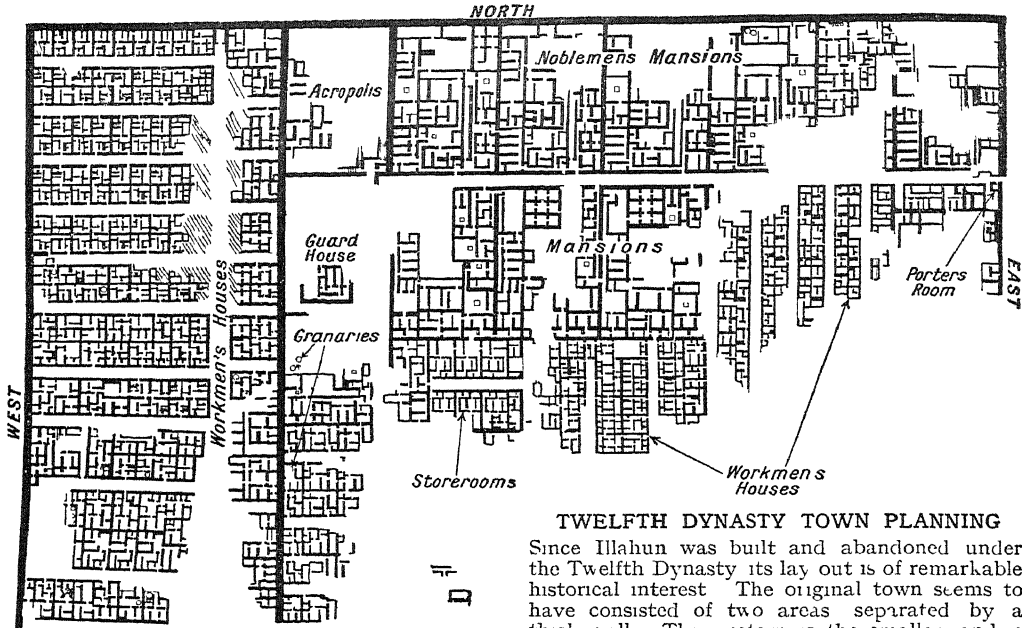 NORTH
Noblemens Mansions
Acropolis
Guard
House
Mansions
Porters
Room
EAST
Granaries
Workmen's Houses
WEST
Storerooms
Workmens
Houses
TWELFTH DYNASTY TOWN PLANNING
Since Illahun was built and abandoned under
the Twelfth Dynasty its lay out is of remarkable
historical interest The original town seems to
have consisted of two areas separated by a